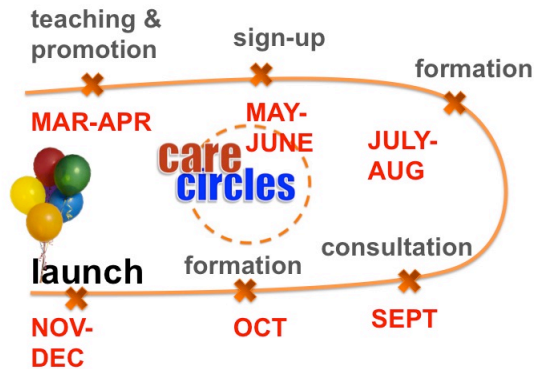 teaching &
promotion
MAR-APR
sign-up
MAY-
JUNE
formation
JULY-
AUG
care
circles
consultation
SEPT
formation
OCT
launch
NOV-
DEC